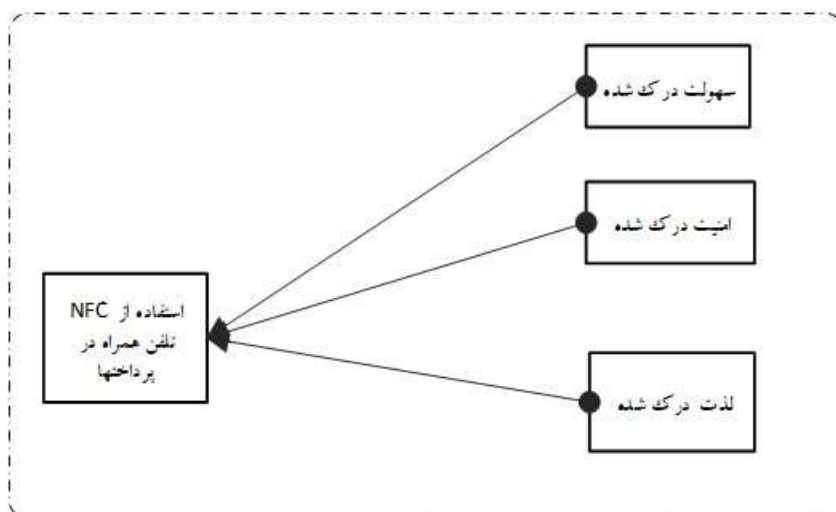 سهولت درک شده
امنیت درک شده
استفاده از NFC
تلفن همراه در
پرداختها
لذت درک شده